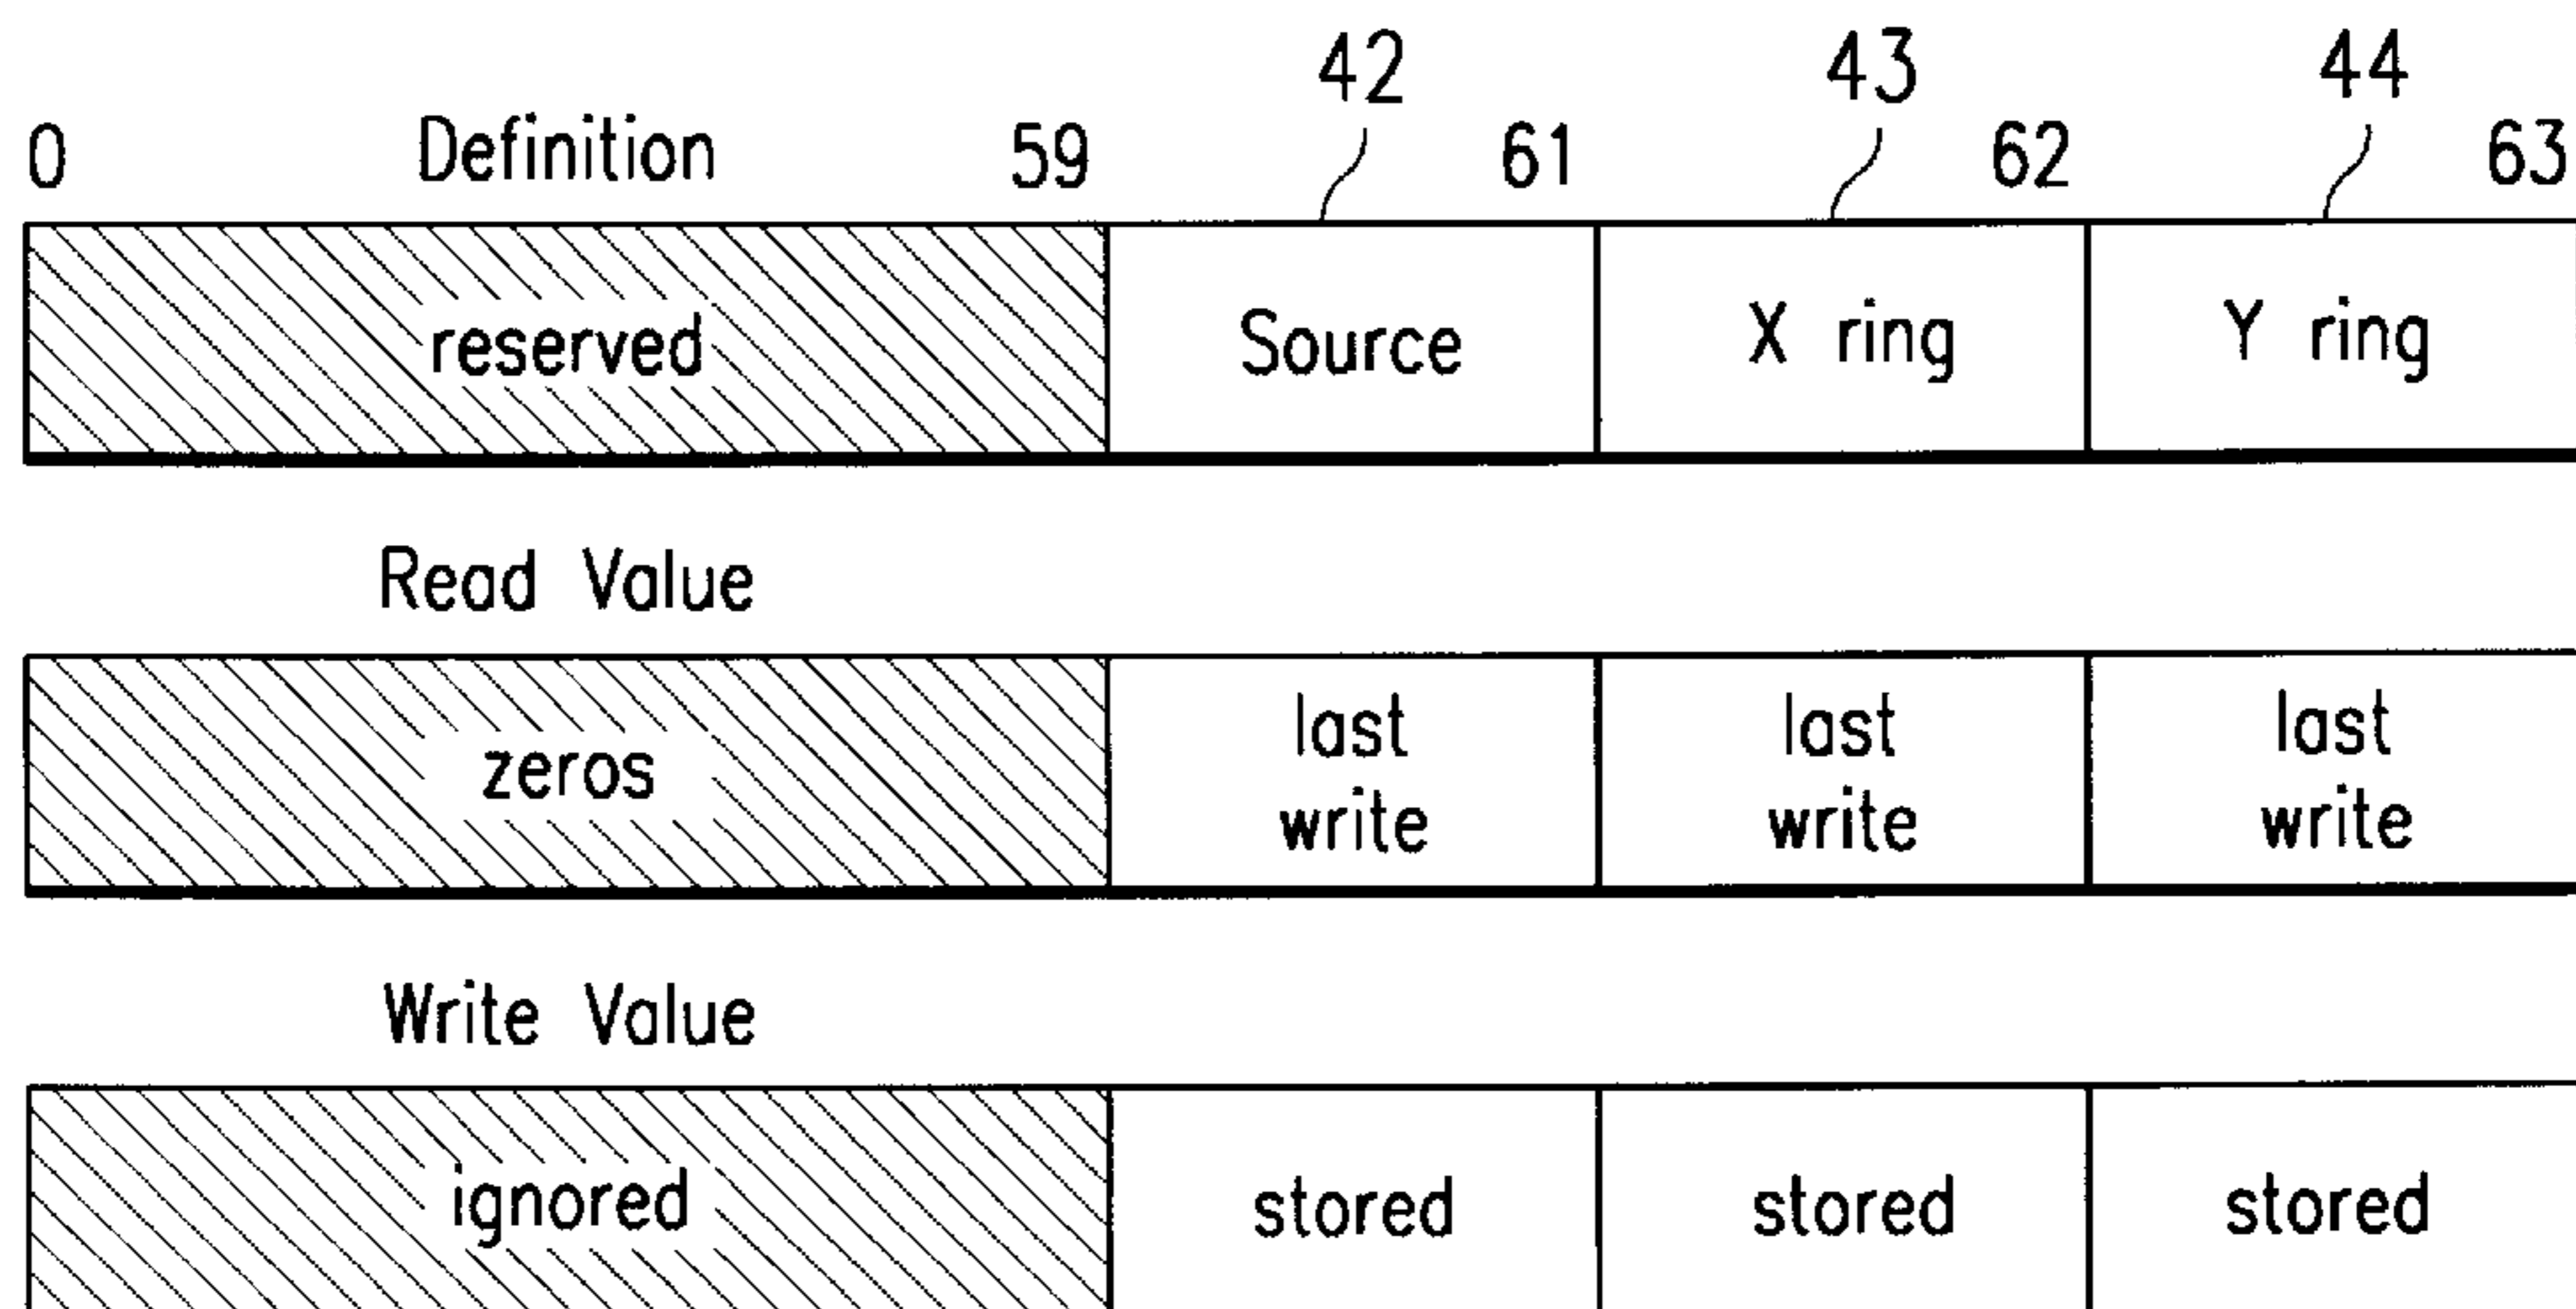 42 43 44
0 Definition 59 61 62 63
reserved Source X ring Y ring
Read Value
zeros last write last write last write
Write Value
ignored stored stored stored